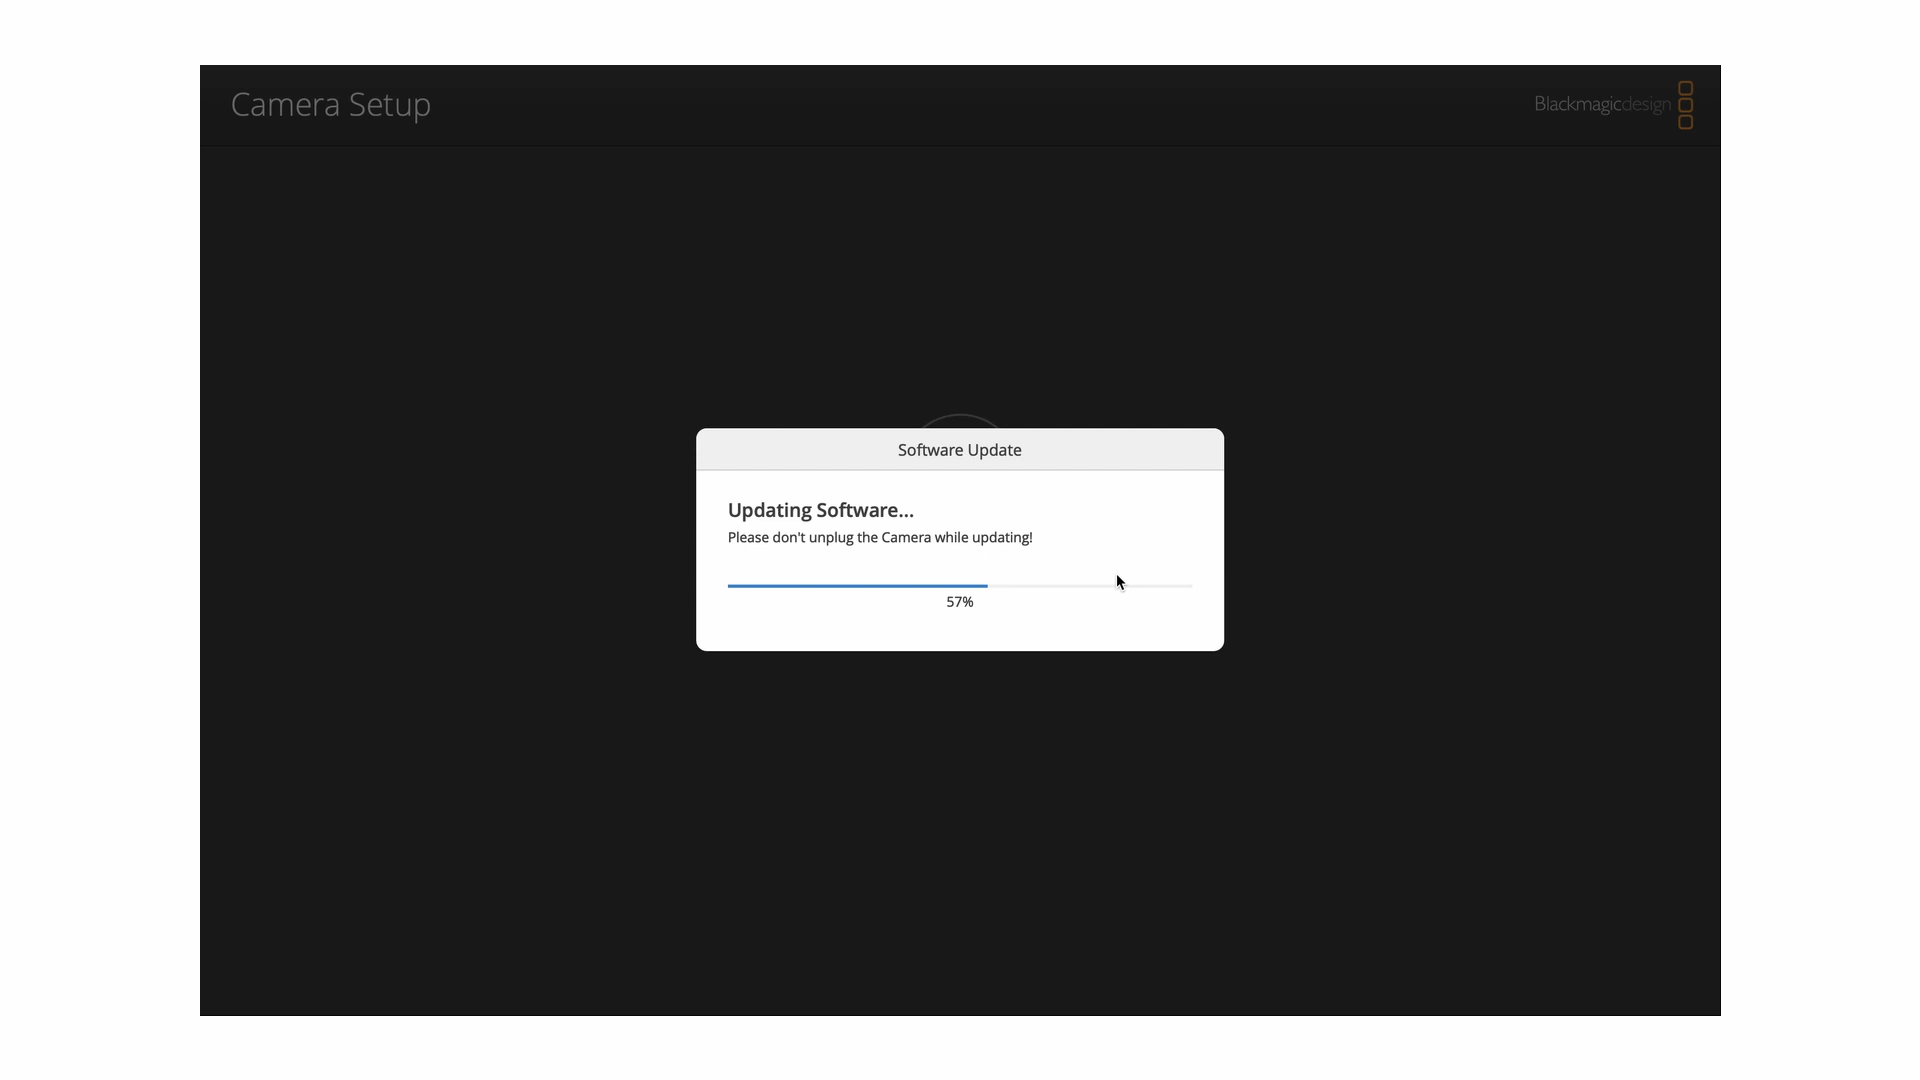 Camera Setup
Blackmagicdesign
Software Update
Updating Software...
Please don't unplug the Camera while updating!
57%